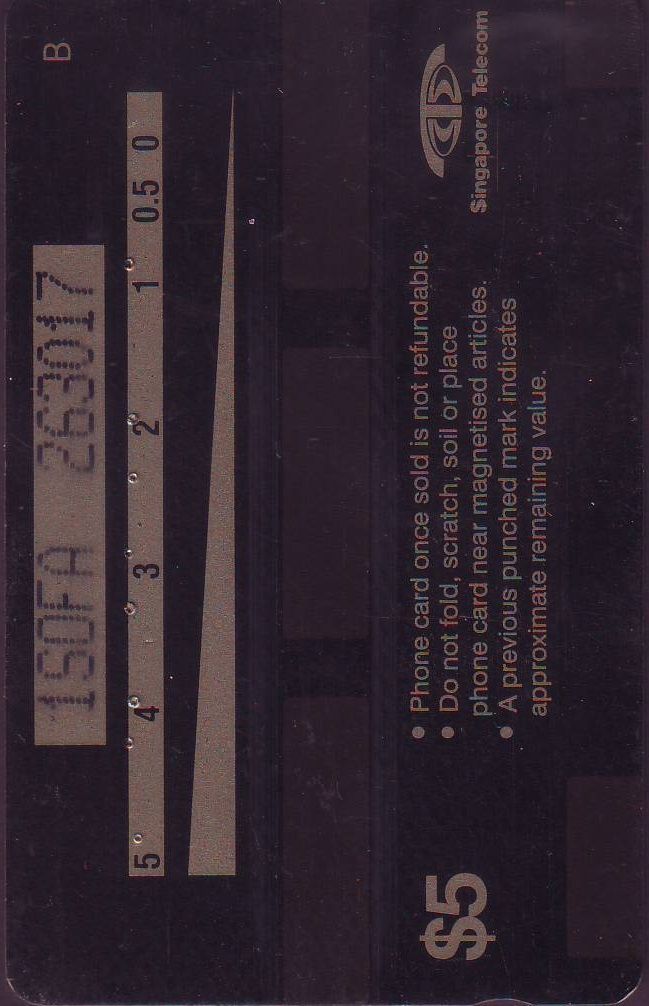 B
1SOFA 263017
5 4 3 2 1 0.5 0
Singapore Telecom
• Phone card once sold is not refundable.
• Do not fold, scratch, soil or place
phone card near magnetised articles.
• A previous punched mark indicates
approximate remaining value.
$5